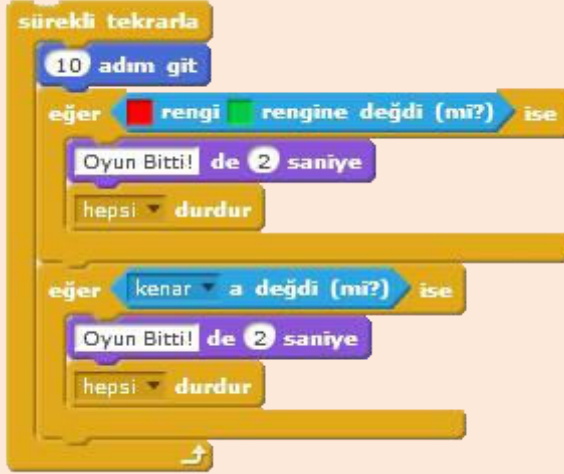 sürekli tekrarla
10 adım git
eğer rengi rengine değdi (mi?) ise
Oyun Bitti! de 2 saniye
hepsi durdur
eğer kenar a değdi (mi?) ise
Oyun Bitti! de 2 saniye
hepsi durdur